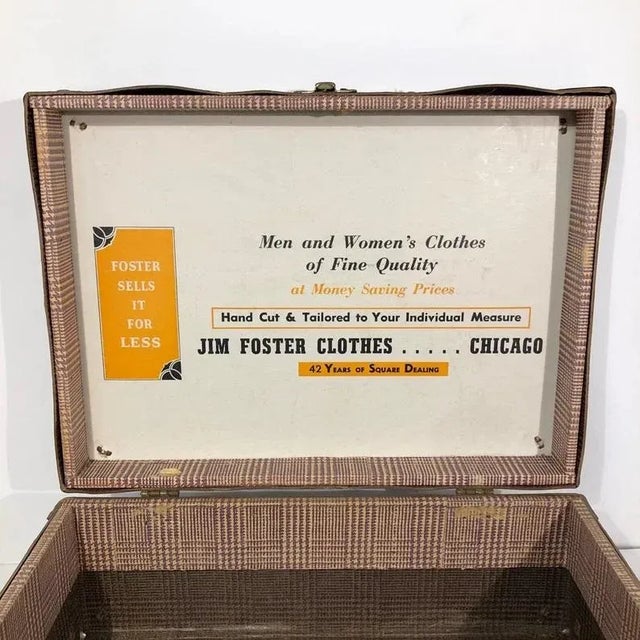 FOSTER
SELLS
IT
FOR
LESS
Men and Women's Clothes
of Fine Quality
at Money Saving Prices
Hand Cut & Tailored to Your Individual Measure
JIM FOSTER CLOTHES ..... CHICAGO
42 YEARS OF SQUARE DEALING